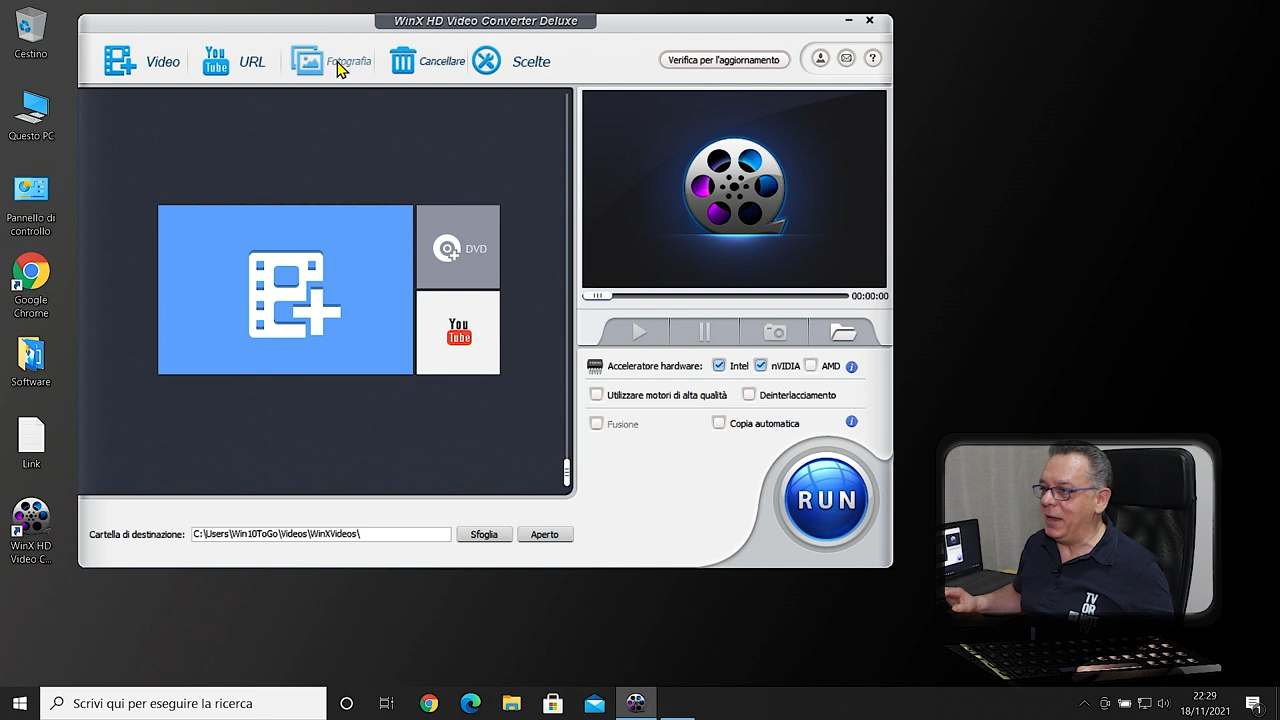 WinX HD Video Converter Deluxe
Video
You Tube
URL
Fotografia
Cancellare
Scelte
Verifica per l'aggiornamento
?
Cestino
Questo PC
Pannello di
controllo
Google
Chrome
Software
Link
WinX HD
Video C...
DVD
You
Tube
00:00:00
Acceleratore hardware:
Intel
nVIDIA
AMD
i
Utilizzare motori di alta qualità
Deinterlacciamento
Fusione
Copia automatica
i
RUN
Cartella di destinazione:
C:\Users\Win10ToGo\Videos\WinXVideos\
Sfoglia
Aperto
TV
OR
Scrivi qui per eseguire la ricerca
22:29
18/11/2021
1